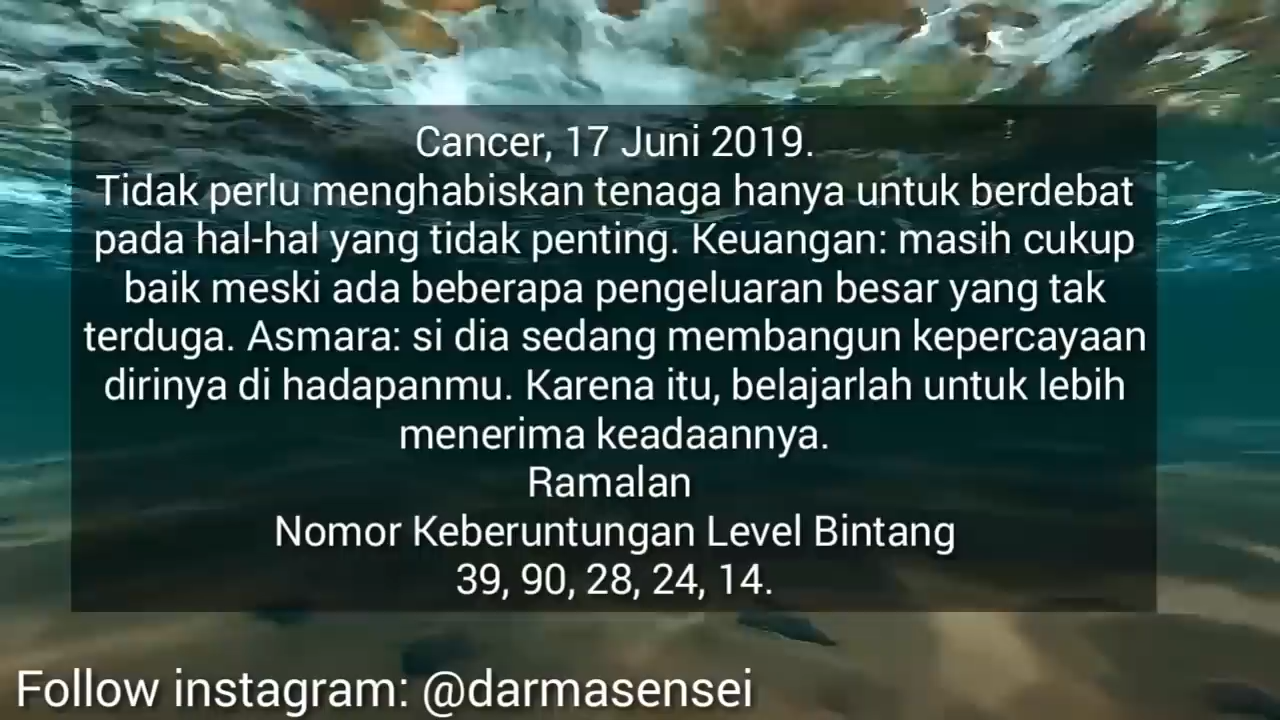 Cancer, 17 Juni 2019.
Tidak perlu menghabiskan tenaga hanya untuk berdebat
pada hal-hal yang tidak penting. Keuangan: masih cukup
baik meski ada beberapa pengeluaran besar yang tak
terduga. Asmara: si dia sedang membangun kepercayaan
dirinya di hadapanmu. Karena itu, belajarlah untuk lebih
menerima keadaannya.
Ramalan
Nomor Keberuntungan Level Bintang
39, 90, 28, 24, 14.
Follow instagram: @darmasensei